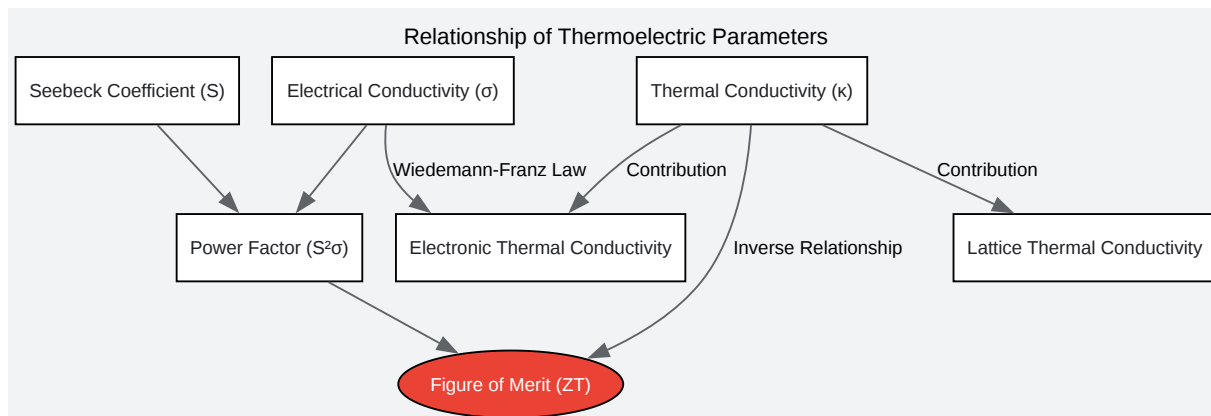 Relationship of Thermoelectric Parameters
Seebeck Coefficient (S)
Electrical Conductivity (σ)
Thermal Conductivity (κ)
Wiedemann-Franz Law
Contribution
Contribution
Power Factor (S²σ)
Electronic Thermal Conductivity
Inverse Relationship
Lattice Thermal Conductivity
Figure of Merit (ZT)